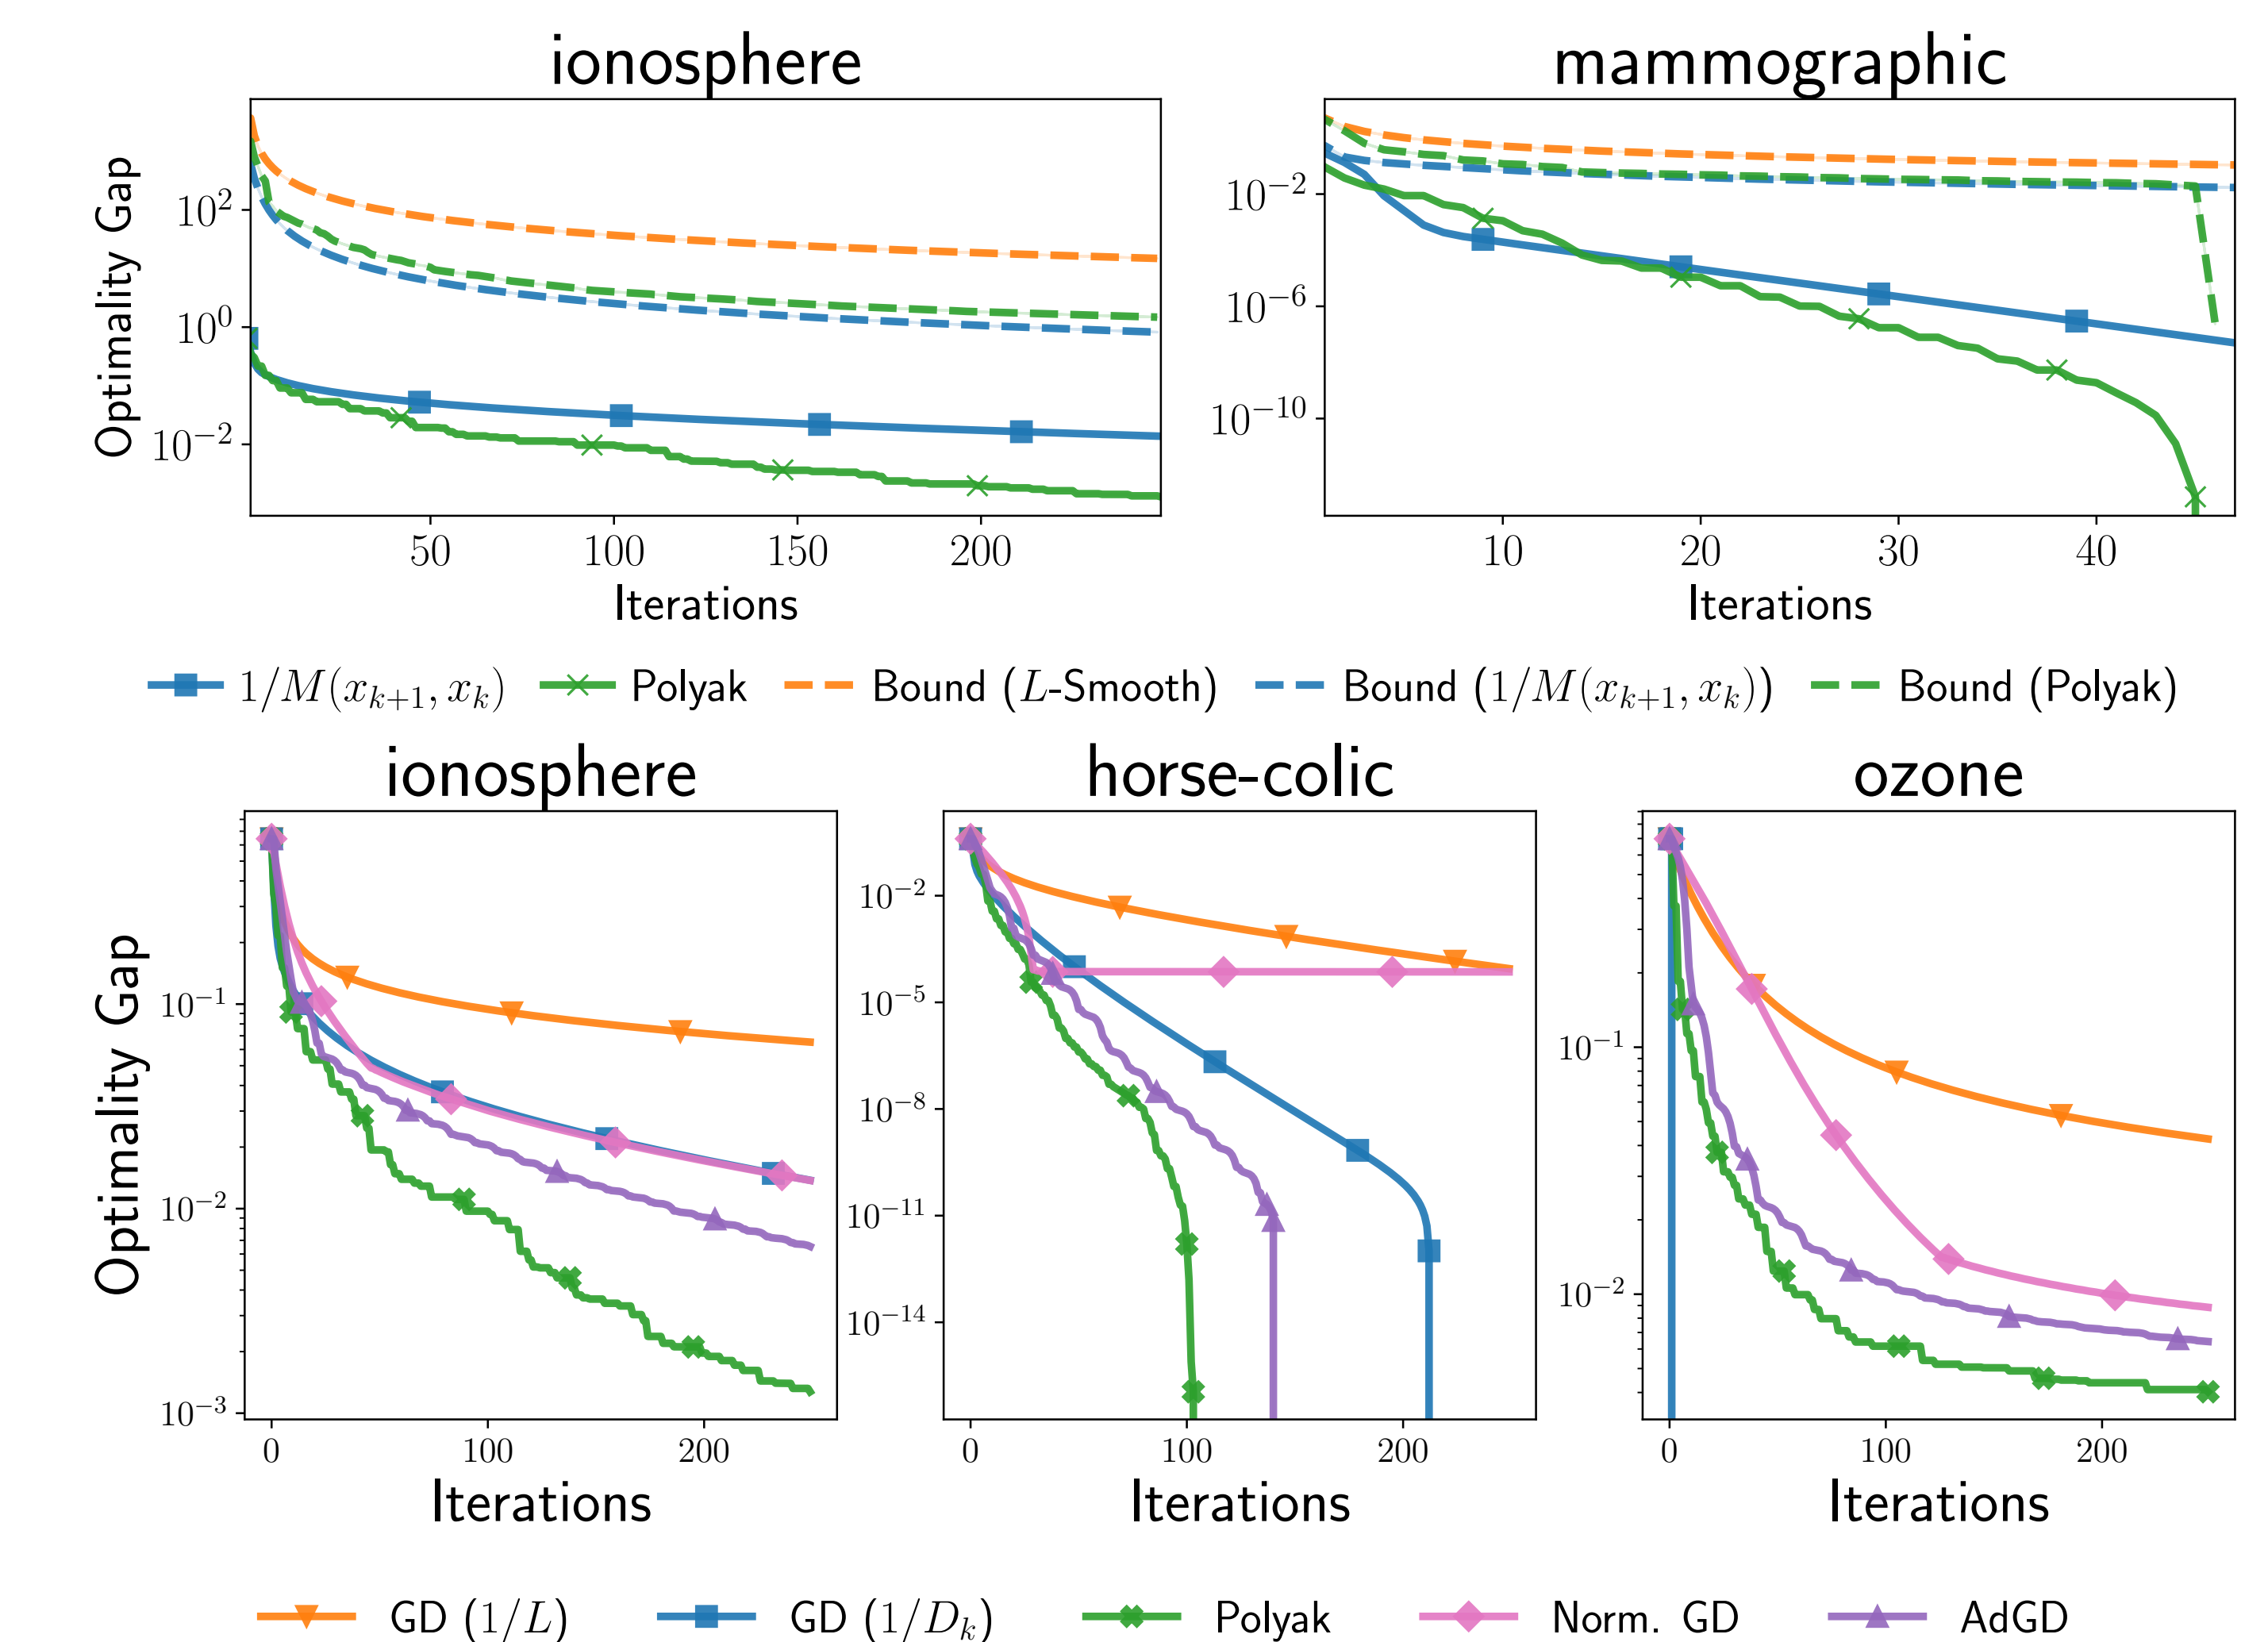 ionosphere
mammographic
Optimality Gap
10^2
10^0
10^{-2}
50 100 150 200
Iterations
10^{-2}
10^{-6}
10^{-10}
10 20 30 40
Iterations
1/M(x_{k+1}, x_k) Polyak Bound (L-Smooth) Bound (1/M(x_{k+1}, x_k)) Bound (Polyak)
ionosphere
horse-colic
ozone
Optimality Gap
10^{-1}
10^{-2}
10^{-3}
0 100 200
Iterations
10^{-2}
10^{-5}
10^{-8}
10^{-11}
10^{-14}
0 100 200
Iterations
10^{-1}
10^{-2}
0 100 200
Iterations
GD (1/L) GD (1/D_k) Polyak Norm. GD AdGD